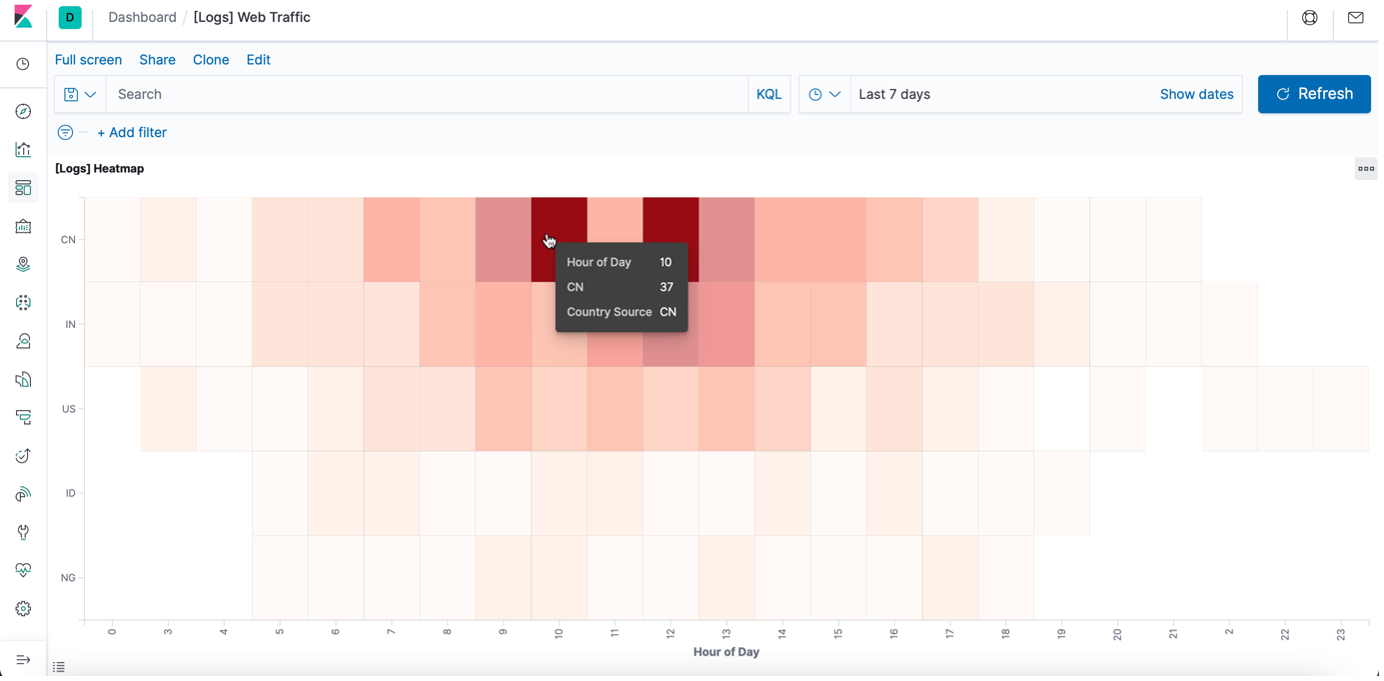 D Dashboard / [Logs] Web Traffic
Full screen Share Clone Edit
Search KQL Last 7 days Show dates Refresh
+ Add filter
[Logs] Heatmap
CN
Hour of Day 10
CN 37
Country Source CN
IN
US
ID
NG
0 3 4 5 6 7 8 9 10 11 12 13 14 15 16 17 18 19 20 21 2 22 23
Hour of Day